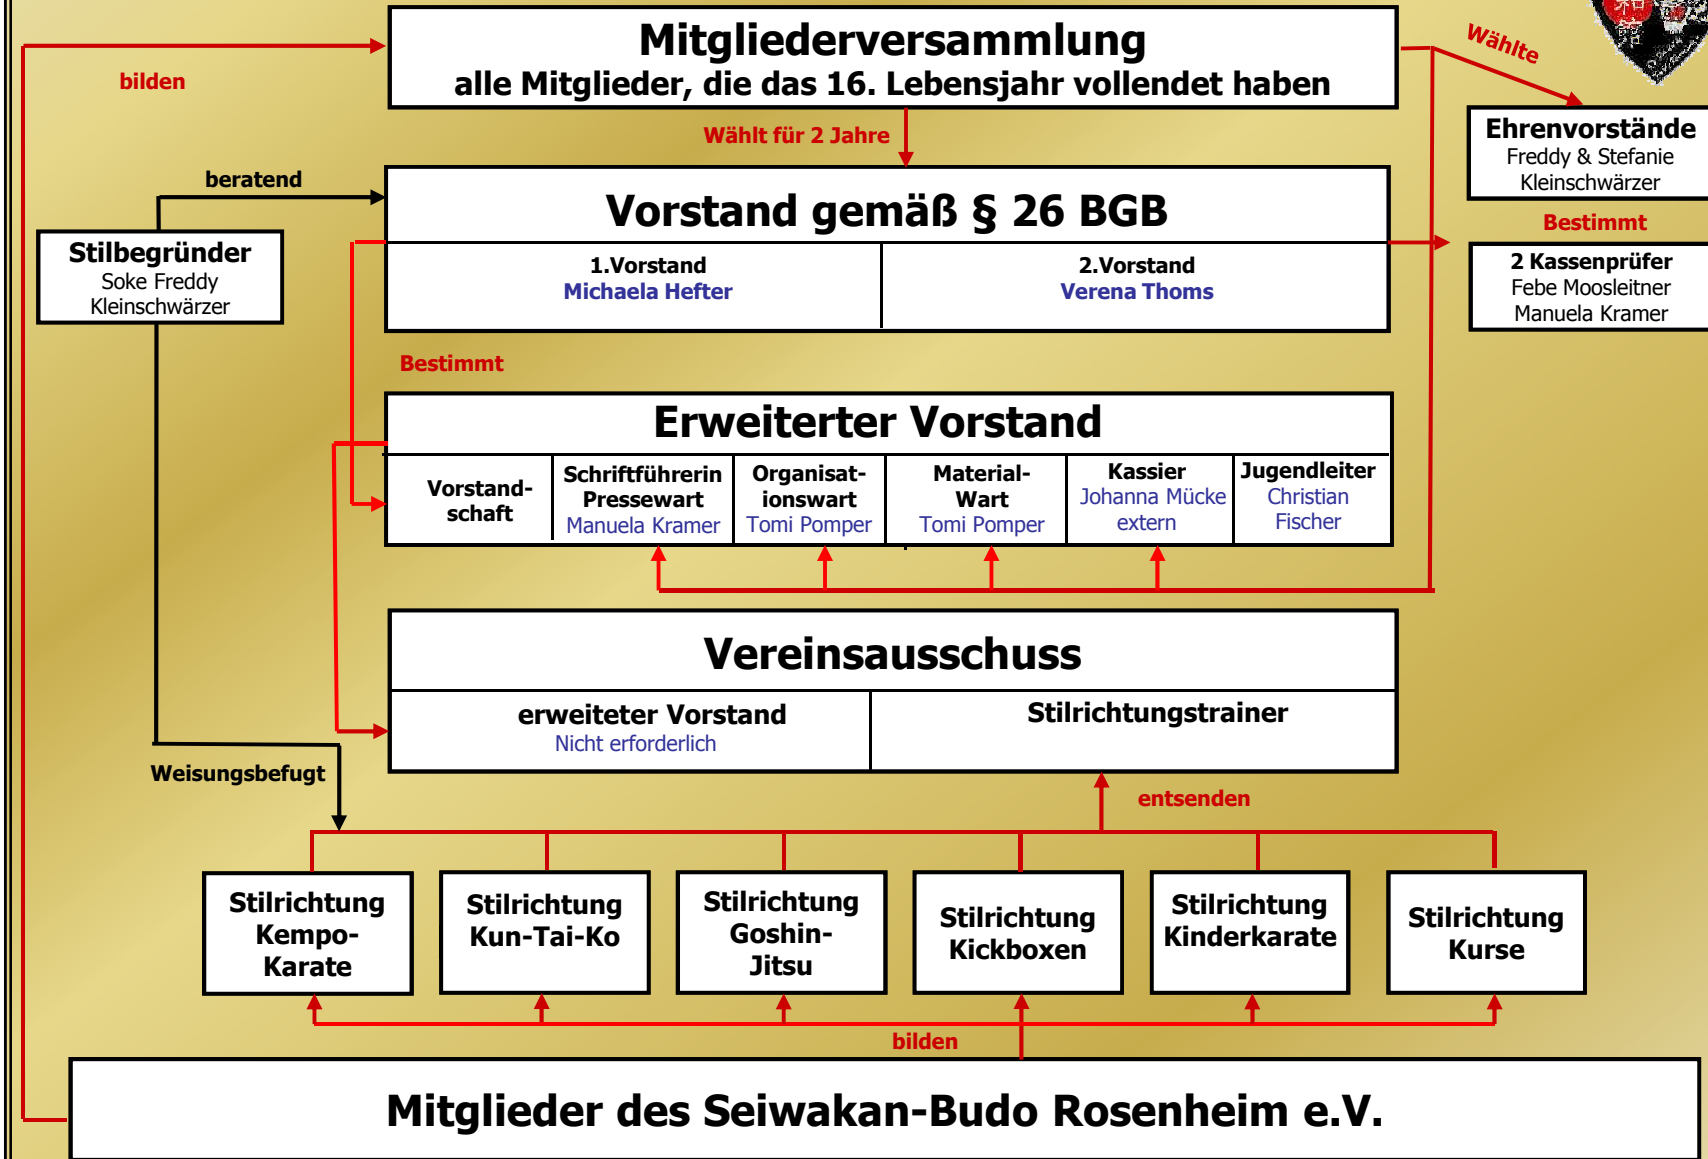 Mitgliederversammlung
alle Mitglieder, die das 16. Lebensjahr vollendet haben
bilden
Wählte
Wählt für 2 Jahre
Ehrenvorstände
Freddy & Stefanie
Kleinschwärzer
beratend
Vorstand gemäß § 26 BGB
Bestimmt
Stilbegründer
Soke Freddy
Kleinschwärzer
1.Vorstand
Michaela Hefter
2.Vorstand
Verena Thoms
2 Kassenprüfer
Febe Moosleitner
Manuela Kramer
Bestimmt
Erweiterter Vorstand
Vorstand-
schaft
Schriftführerin
Pressewart
Manuela Kramer
Organisat-
ionswart
Tomi Pomper
Material-
Wart
Tomi Pomper
Kassier
Johanna Mücke
extern
Jugendleiter
Christian
Fischer
Vereinsausschuss
erweiteter Vorstand
Nicht erforderlich
Stilrichtungstrainer
Weisungsbefugt
entsenden
Stilrichtung
Kempo-
Karate
Stilrichtung
Kun-Tai-Ko
Stilrichtung
Goshin-
Jitsu
Stilrichtung
Kickboxen
Stilrichtung
Kinderkarate
Stilrichtung
Kurse
bilden
Mitglieder des Seiwakan-Budo Rosenheim e.V.